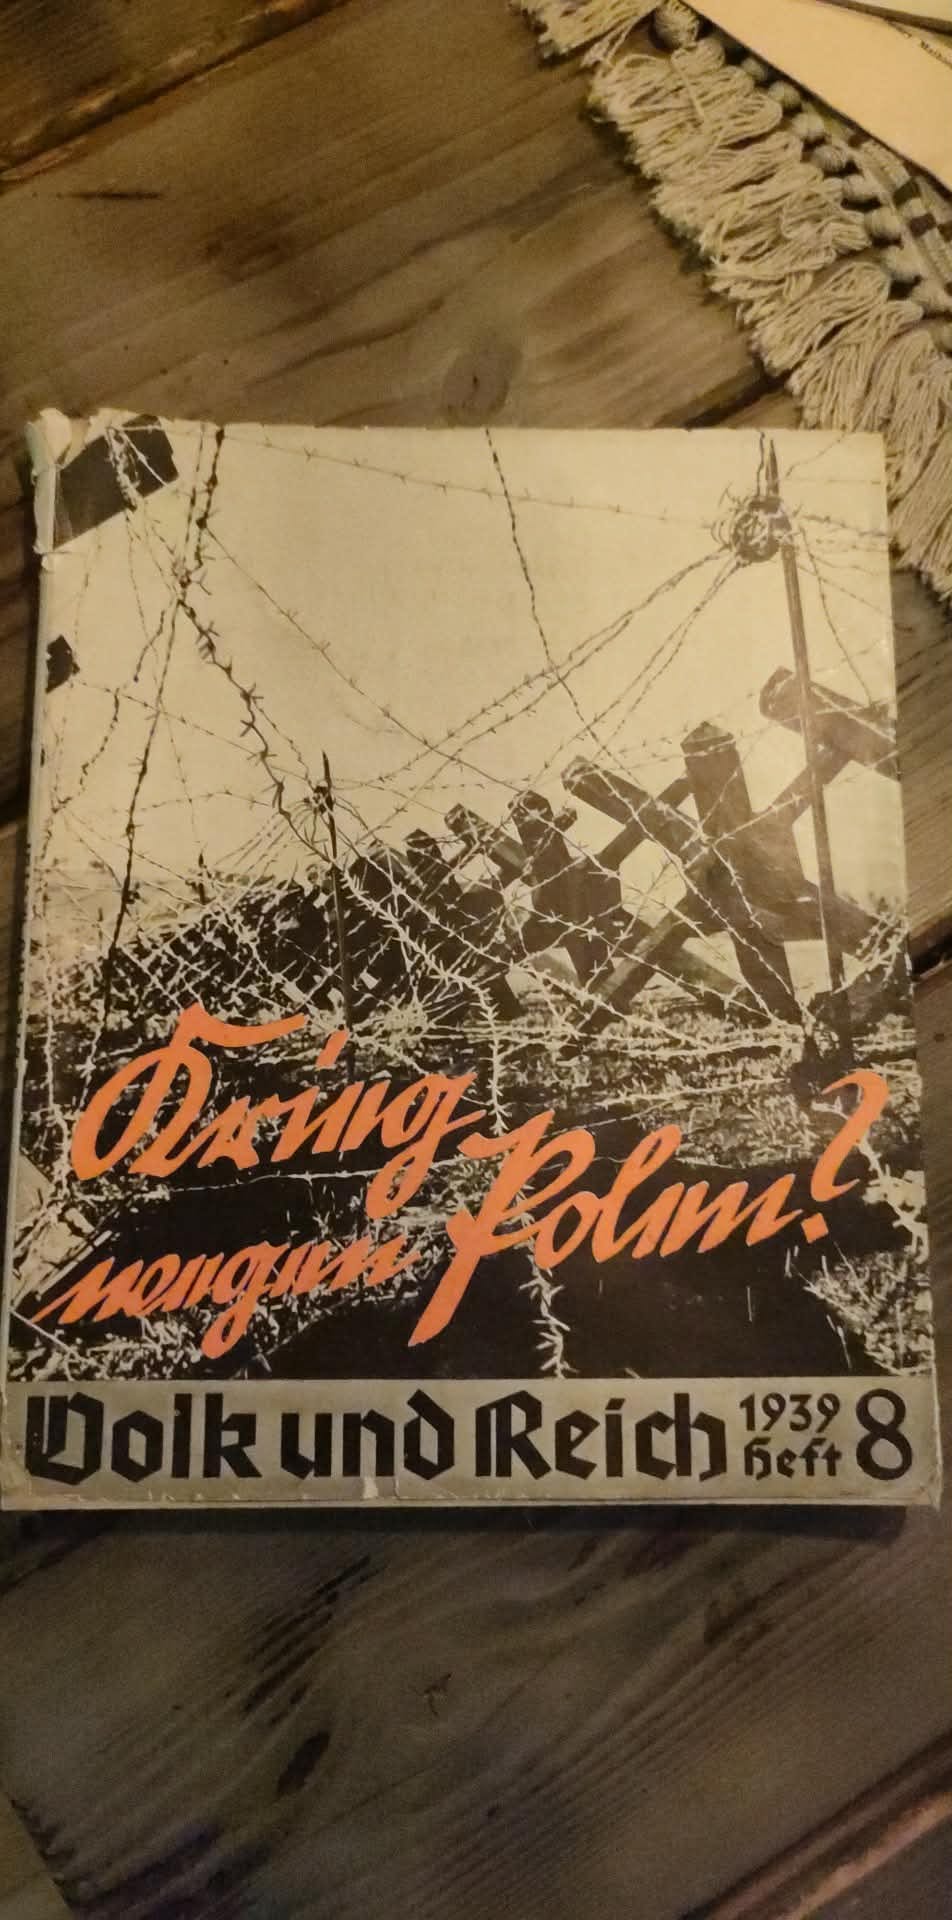 Krieg
wegen Polen?
Volk und Reich 1939
Heft 8